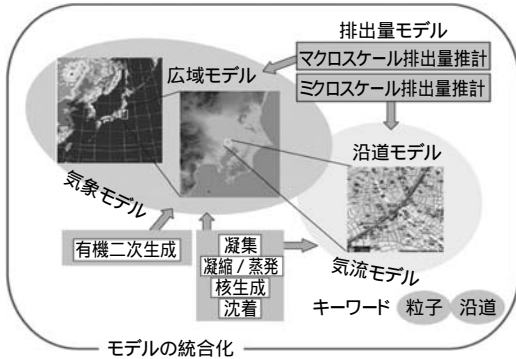 排出量モデル
マクロスケール排出量推計
ミクロスケール排出量推計
広域モデル
沿道モデル
気象モデル
気流モデル
有機二次生成
凝集
凝縮 / 蒸発
核生成
沈着
キーワード 粒子 沿道
モデルの統合化